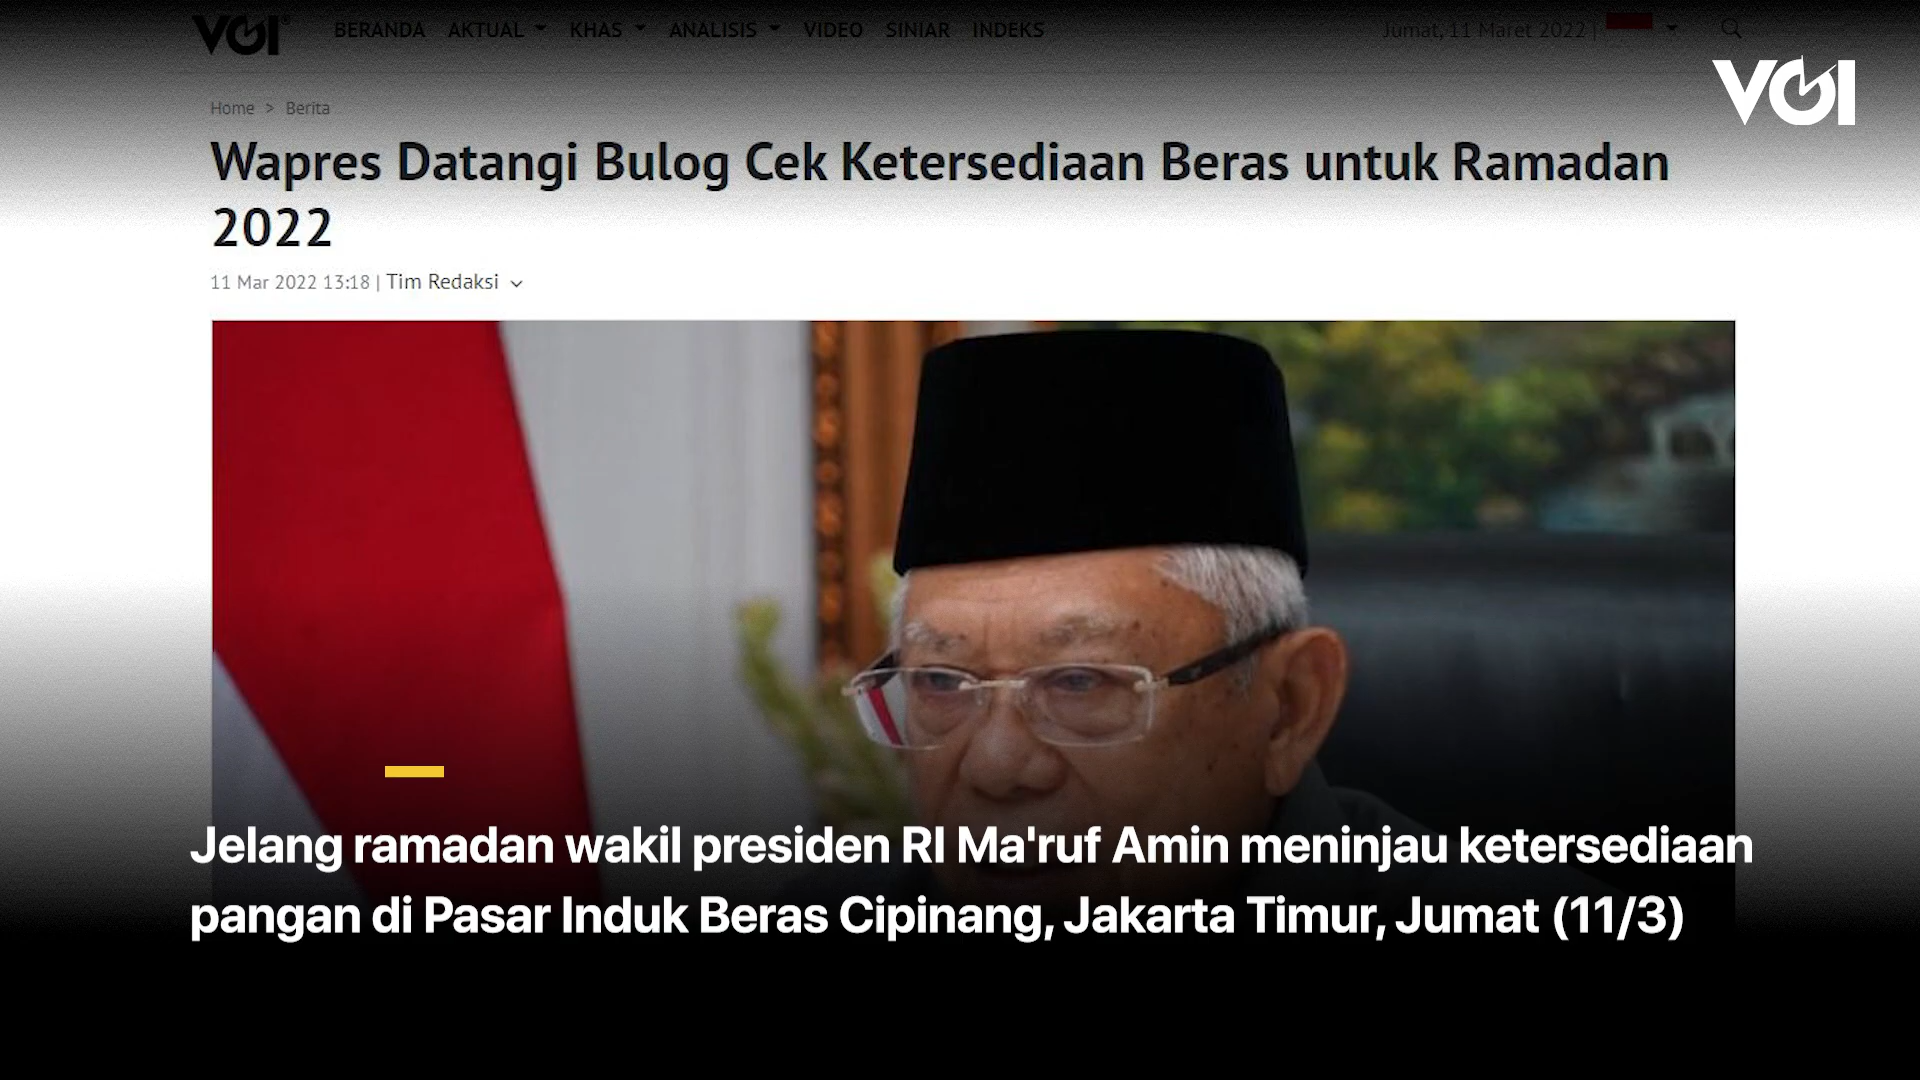 VOI
BERANDA AKTUAL KHAS ANALISIS VIDEO SINIAR INDEKS
Jumat, 11 Maret 2022 |
VOI
Home > Berita
Wapres Datangi Bulog Cek Ketersediaan Beras untuk Ramadan
2022
11 Mar 2022 13:18 | Tim Redaksi
Jelang ramadan wakil presiden RI Ma'ruf Amin meninjau ketersediaan
pangan di Pasar Induk Beras Cipinang, Jakarta Timur, Jumat (11/3)